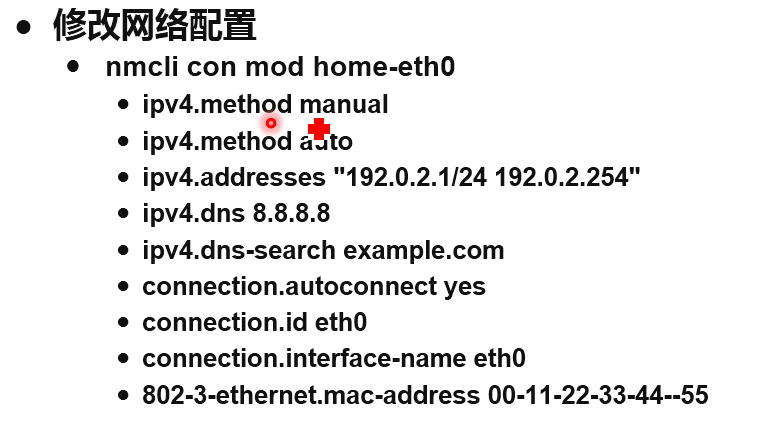 修改网络配置
nmcli con mod home-eth0
ipv4.method manual
ipv4.method auto
ipv4.addresses "192.0.2.1/24 192.0.2.254"
ipv4.dns 8.8.8.8
ipv4.dns-search example.com
connection.autoconnect yes
connection.id eth0
connection.interface-name eth0
802-3-ethernet.mac-address 00-11-22-33-44--55